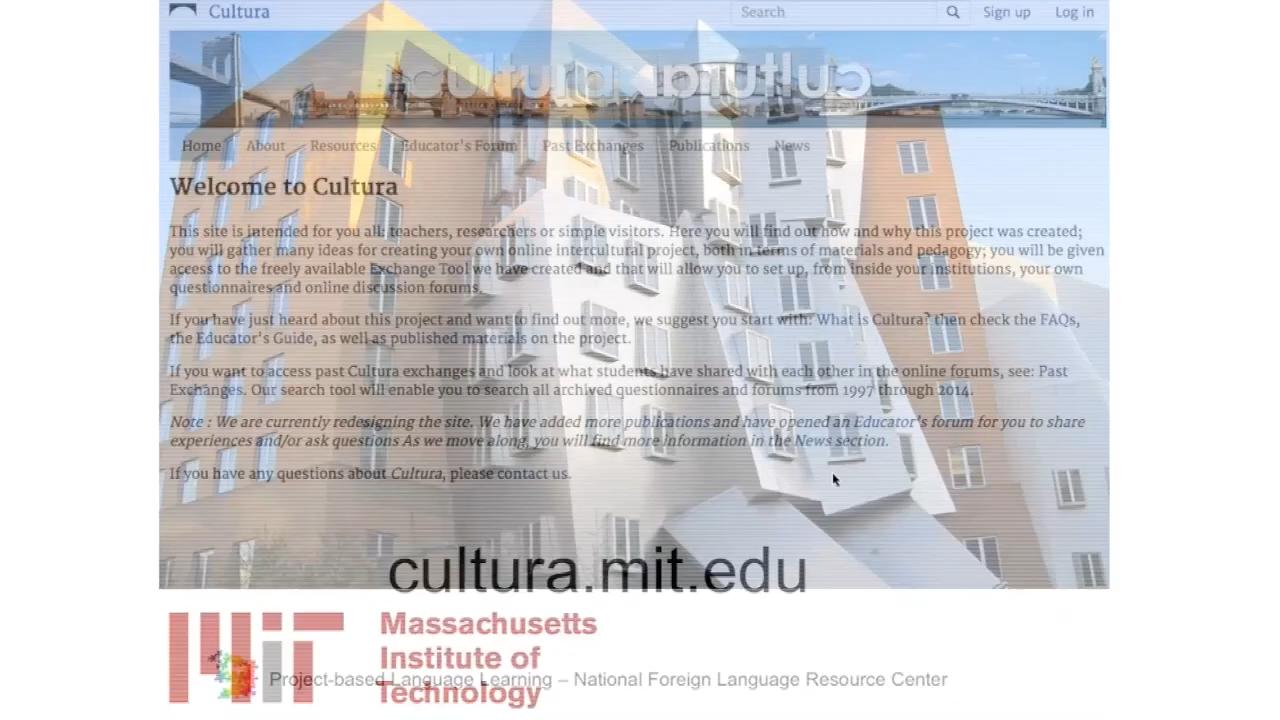 Cultura
Search
Sign up
Log in
cultura cultura
Home About Resources Educator's Forum Past Exchanges Publications News
Welcome to Cultura
This site is intended for you all: teachers, researchers or simple visitors. Here you will find out how and why this project was created;
you will gather many ideas for creating your own online intercultural project, both in terms of materials and pedagogy; you will be given
access to the freely available Exchange Tool we have created and that will allow you to set up, from inside your institutions, your own
questionnaires and online discussion forums.
If you have just heard about this project and want to find out more, we suggest you start with: What is Cultura? then check the FAQs,
the Educator's Guide, as well as published materials on the project.
If you want to access past Cultura exchanges and look at what students have shared with each other in the online forums, see: Past
Exchanges. Our search tool will enable you to search all archived questionnaires and forums from 1997 through 2014.
Note : We are currently redesigning the site. We have added more publications and have opened an Educator's forum for you to share
experiences and/or ask questions As we move along, you will find more information in the News section.
If you have any questions about Cultura, please contact us.
cultura.mit.edu
MIT
Massachusetts
Institute of
Technology
Project-based Language Learning – National Foreign Language Resource Center